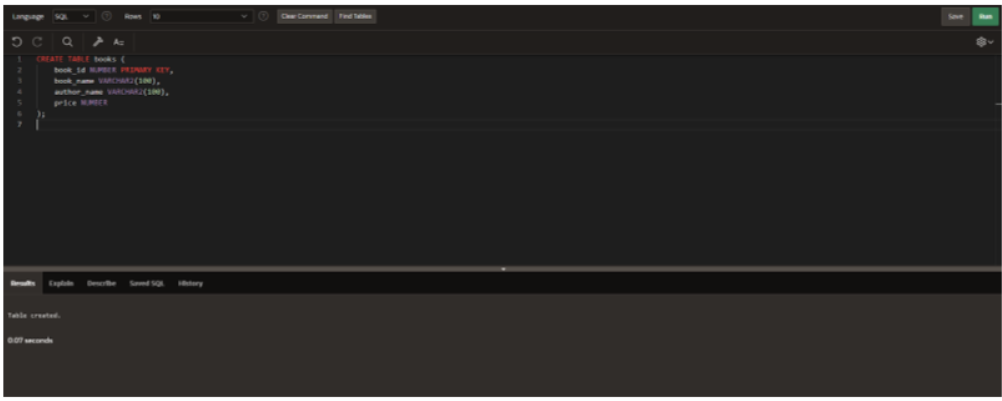 Language SQL Rows 10 Clear Command Find Tables Save Run
A=
1 CREATE TABLE books (
2 book_id NUMBER PRIMARY KEY,
3 book_name VARCHAR2(100),
4 author_name VARCHAR2(100),
5 price NUMBER
6 );
7
Results Explain Describe Saved SQL History
Table created.
0.07 seconds